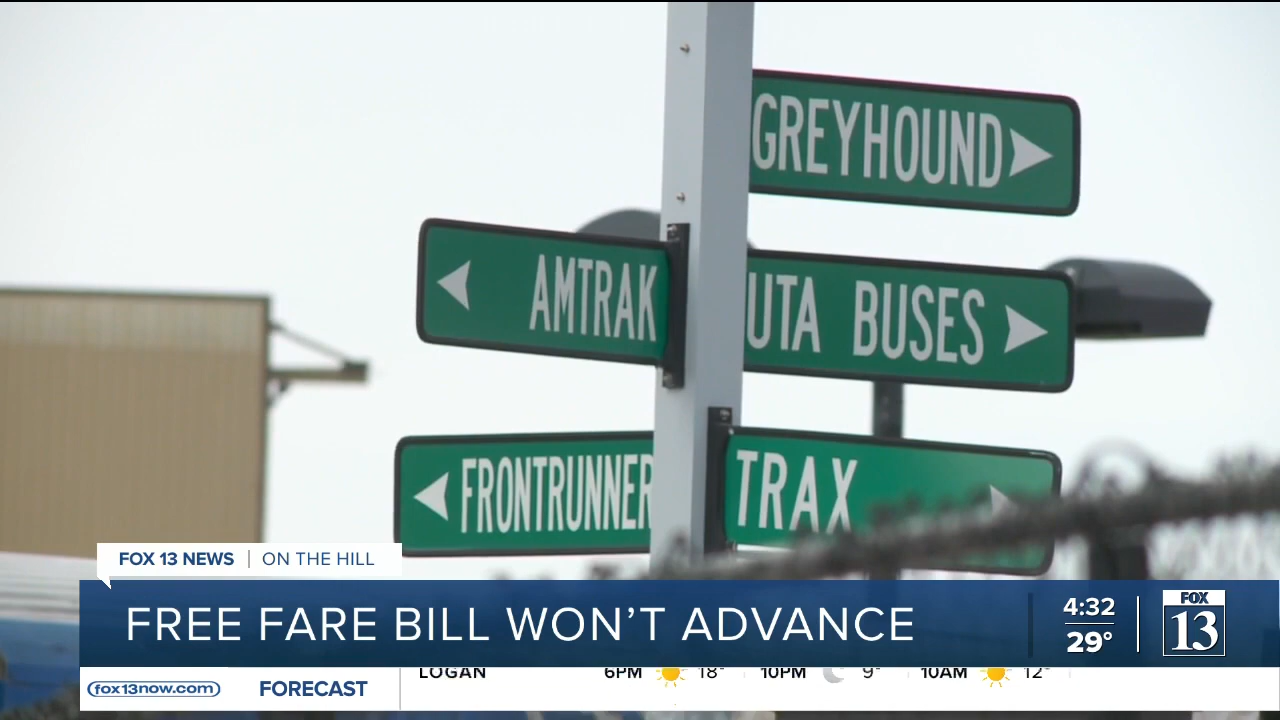 GREYHOUND
AMTRAK
UTA BUSES
FRONTRUNNER
TRAX
FOX 13 NEWS | ON THE HILL
FREE FARE BILL WON'T ADVANCE
4:32
29°
FOX
13
fox13now.com
FORECAST
LOGAN 6PM 18° 10PM 9° 10AM 12°